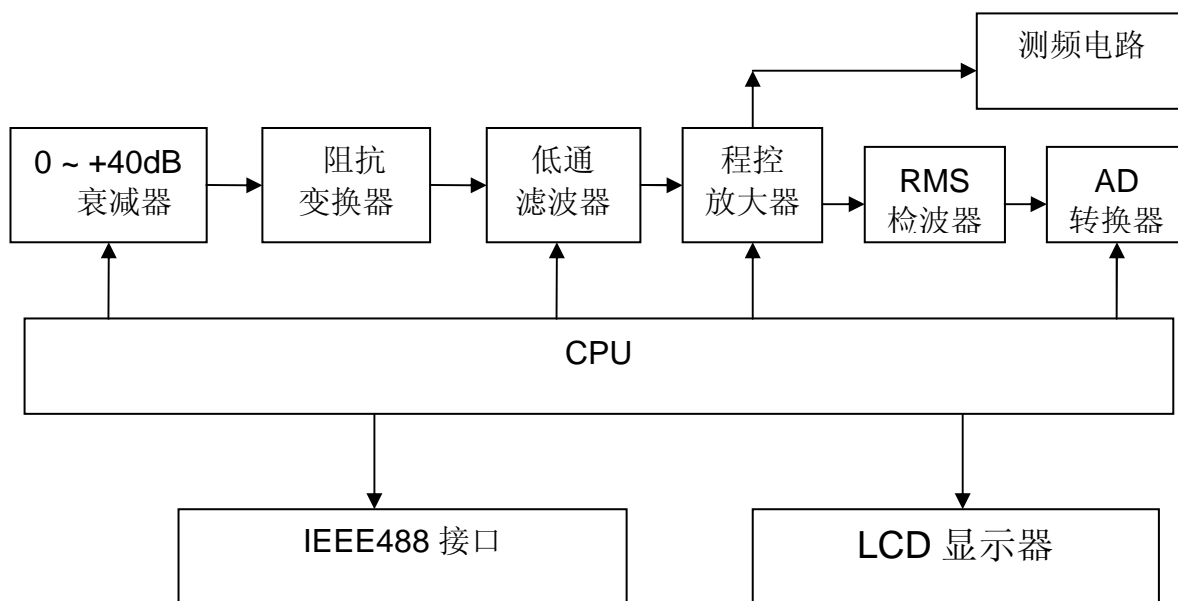 测频电路
0 ~ +40dB
衰减器
阻抗
变换器
低通
滤波器
程控
放大器
RMS
检波器
AD
转换器
CPU
IEEE488 接口
LCD 显示器